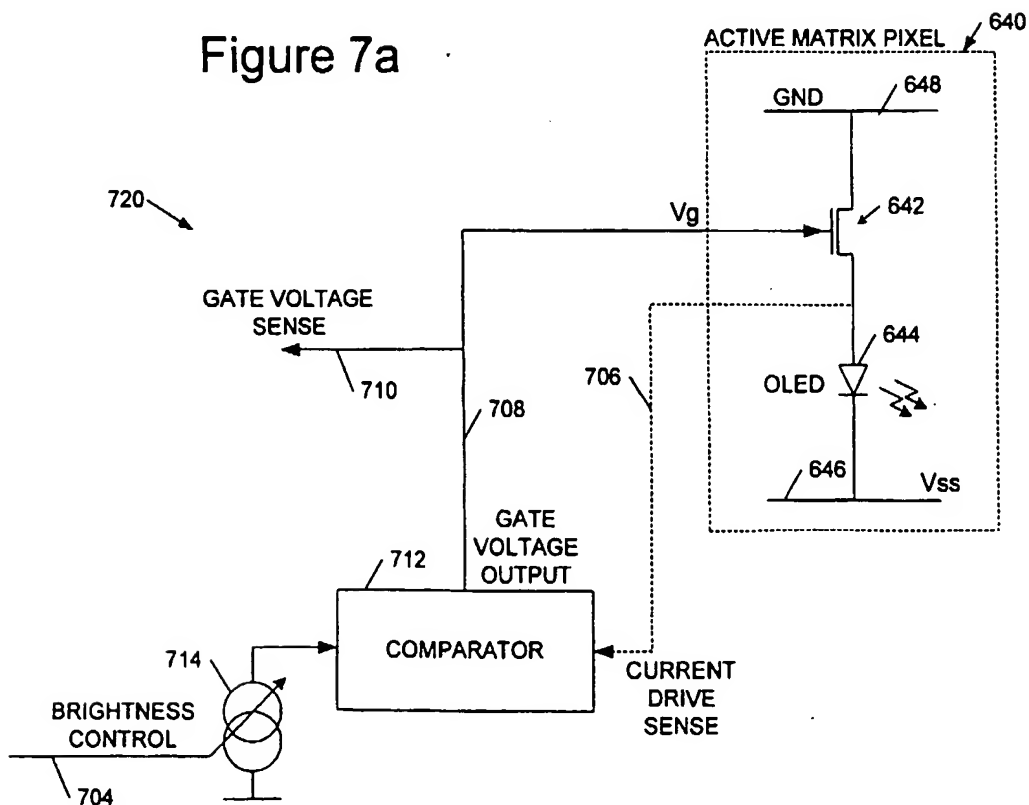 Figure 7a
ACTIVE MATRIX PIXEL
640
GND
648
720
Vg
642
GATE VOLTAGE
SENSE
710
644
706
OLED
708
646
Vss
GATE
VOLTAGE
OUTPUT
712
COMPARATOR
714
CURRENT
DRIVE
SENSE
BRIGHTNESS
CONTROL
704